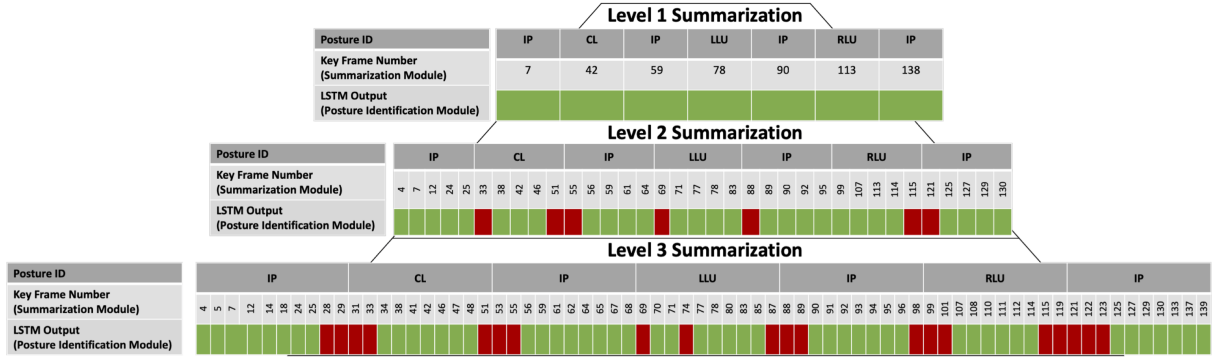 Level 1 Summarization
Posture ID IP CL IP LLU IP RLU IP
Key Frame Number
(Summarization Module) 7 42 59 78 90 113 138
LSTM Output
(Posture Identification Module)
Level 2 Summarization
Posture ID IP CL IP LLU IP RLU IP
Key Frame Number
(Summarization Module) 4 7 12 24 25 33 38 42 46 51 55 56 59 61 64 69 71 77 78 83 88 89 90 92 95 99 107 113 114 115 121 125 127 129 130
LSTM Output
(Posture Identification Module)
Level 3 Summarization
Posture ID IP CL IP LLU IP RLU IP
Key Frame Number
(Summarization Module) 4 5 7 12 14 18 24 25 28 29 31 33 34 38 41 42 46 47 48 51 53 55 56 59 60 61 64 67 68 69 70 71 74 77 78 80 83 85 87 88 89 90 91 92 93 94 95 96 98 99 101 107 108 110 111 112 114 115 119 121 122 123 125 127 129 130 133 137 139
LSTM Output
(Posture Identification Module)